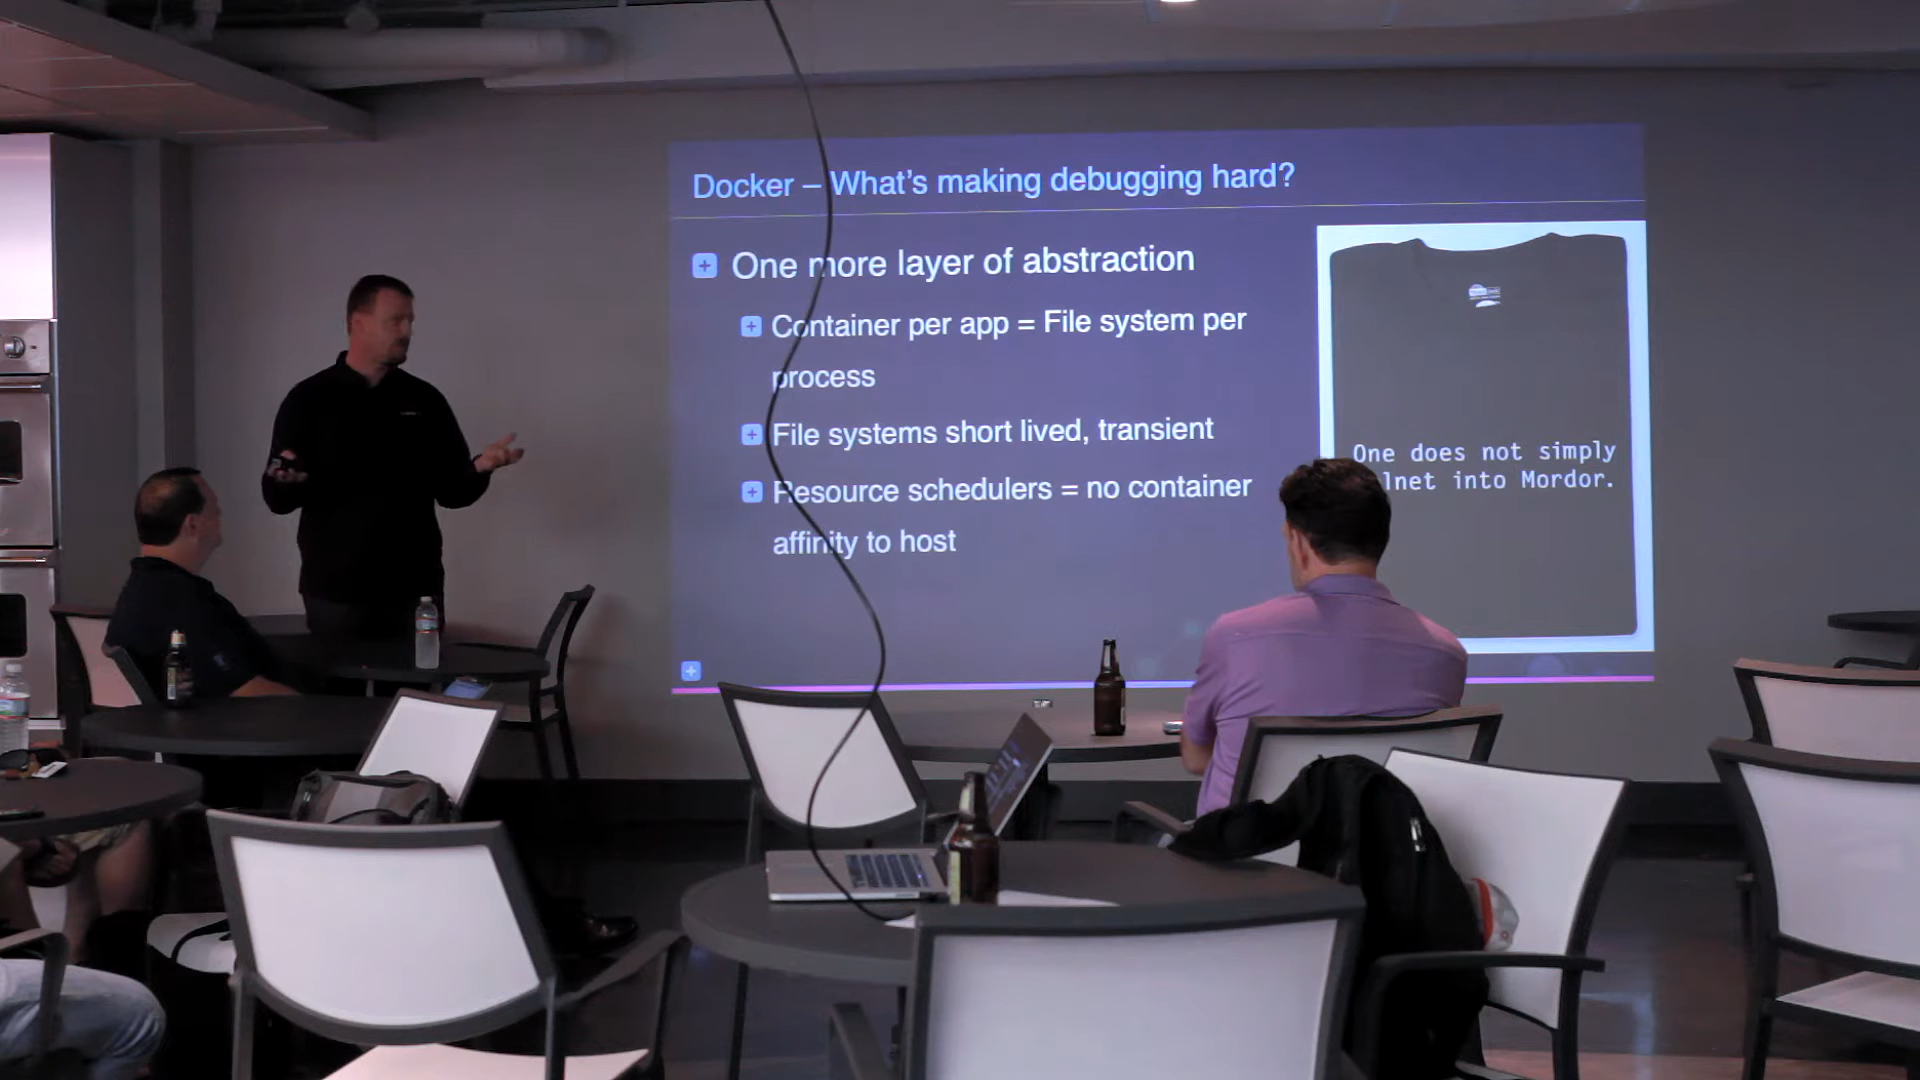 Docker – What's making debugging hard?
One more layer of abstraction
Container per app = File system per
process
File systems short lived, transient
Resource schedulers = no container
affinity to host
One does not simply
lnet into Mordor.